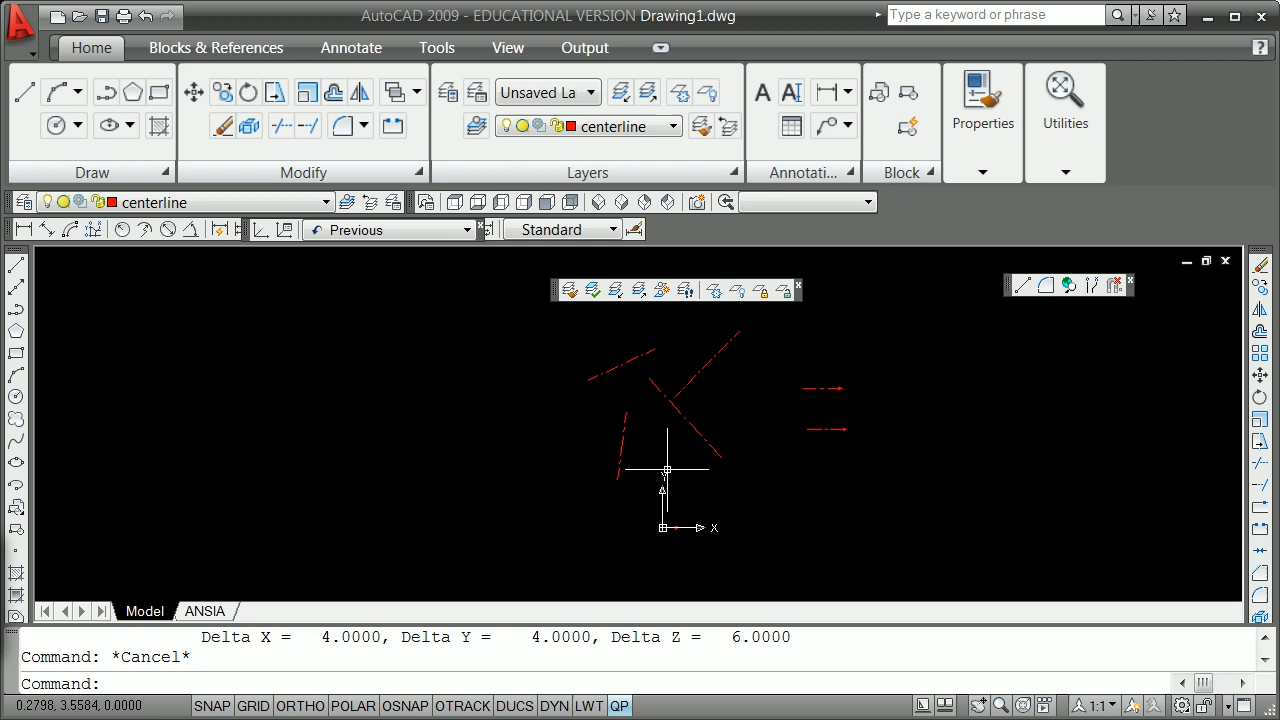 AutoCAD 2009 - EDUCATIONAL VERSION Drawing1.dwg
Type a keyword or phrase
Home Blocks & References Annotate Tools View Output
Unsaved La
centerline
Properties
Utilities
Draw Modify Layers Annotati... Block
centerline
Previous
Standard
Y
X
Model ANSIA
Delta X = 4.0000, Delta Y = 4.0000, Delta Z = 6.0000
Command: *Cancel*
Command:
0.2798, 3.5584, 0.0000 SNAP GRID ORTHO POLAR OSNAP OTRACK DUCS DYN LWT QP 1:1